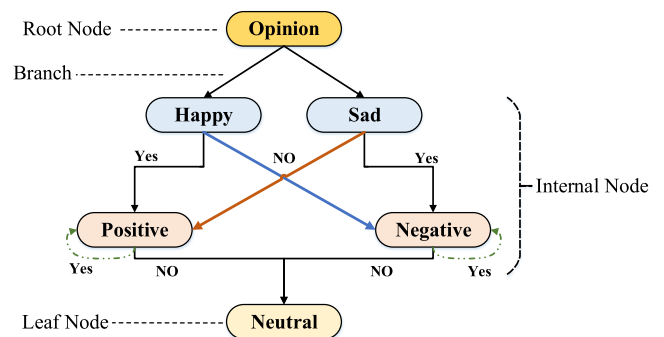 Root Node
Opinion
Branch
Happy
Sad
Yes
NO
Yes
Internal Node
Positive
Negative
Yes
NO
NO
Yes
Leaf Node
Neutral